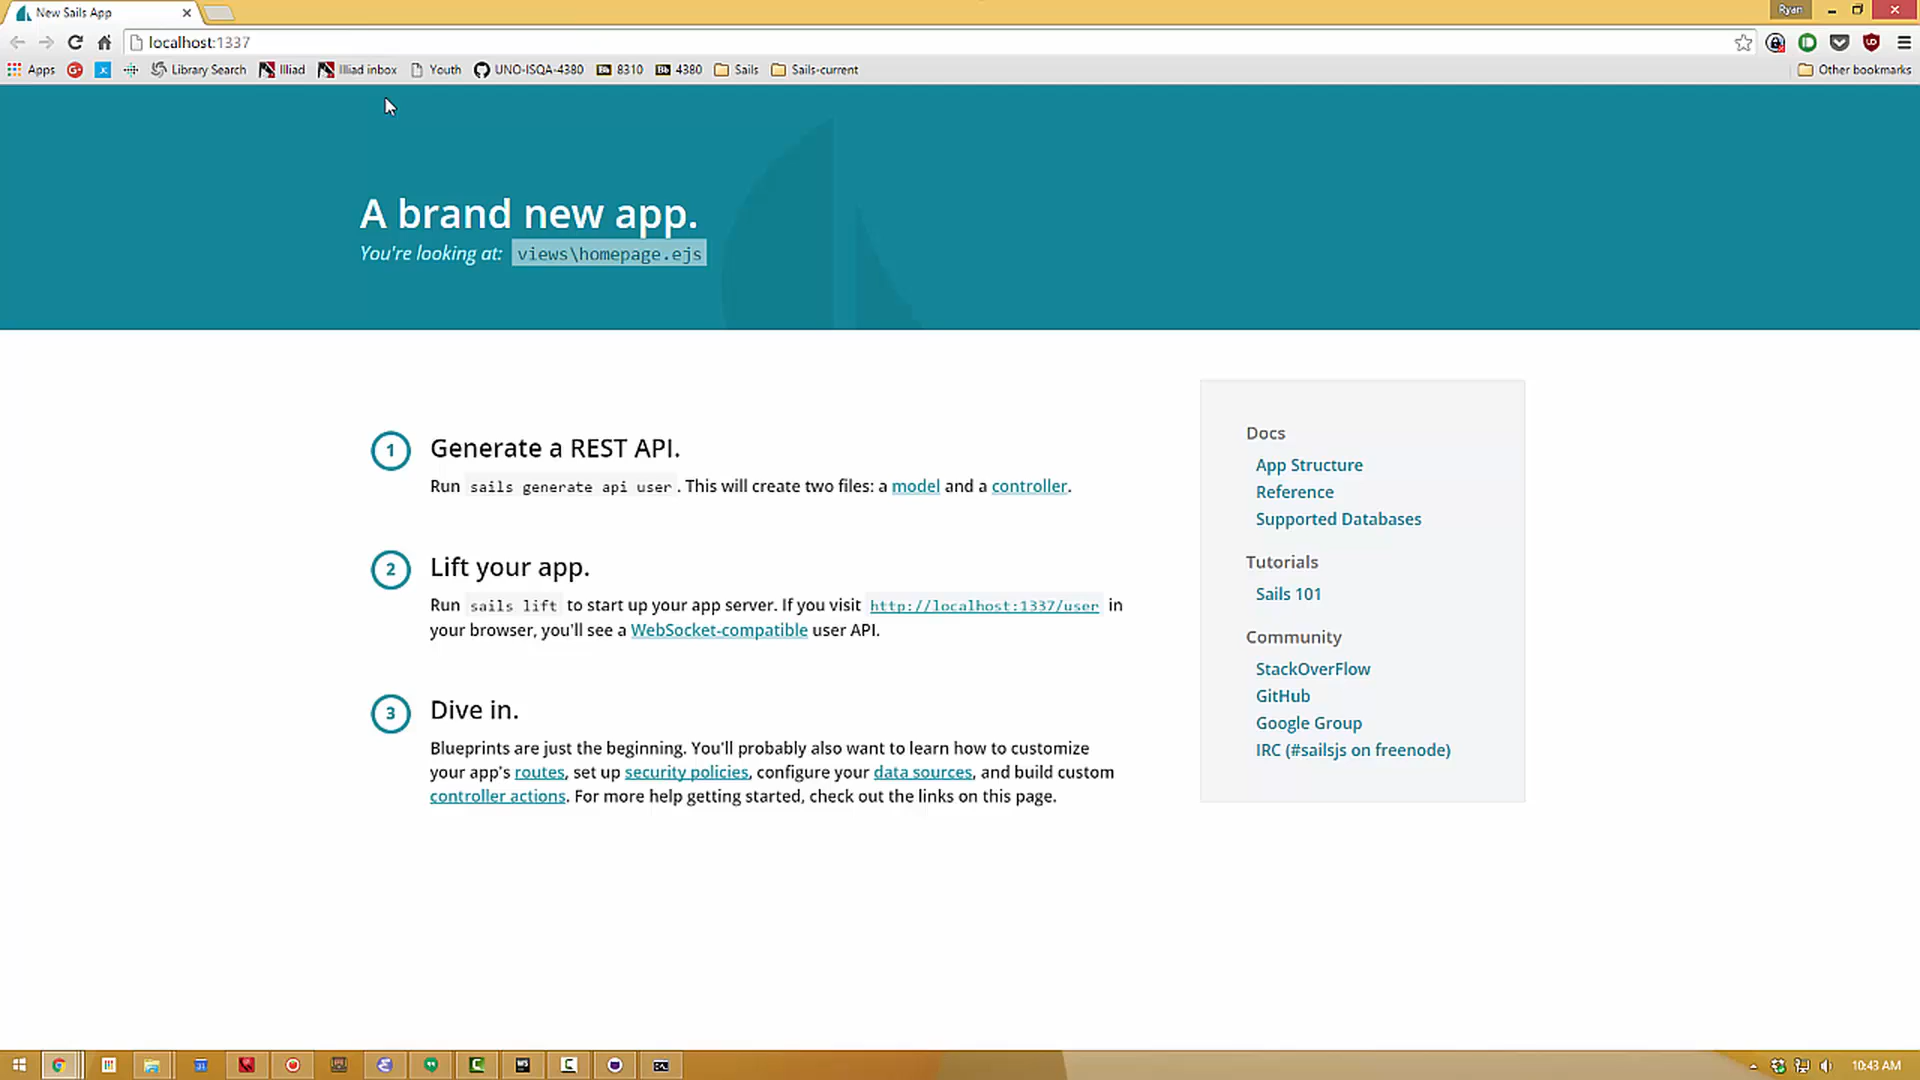 New Sails App
Ryan
localhost:1337
Apps
Library Search
Illiad
Illiad inbox
Youth
UNO-ISQA-4380
8310
4380
Sails
Sails-current
Other bookmarks
A brand new app.
You're looking at: views\homepage.ejs
1
Generate a REST API.
Run sails generate api user . This will create two files: a model and a controller.
2
Lift your app.
Run sails lift to start up your app server. If you visit http://localhost:1337/user in
your browser, you'll see a WebSocket-compatible user API.
3
Dive in.
Blueprints are just the beginning. You'll probably also want to learn how to customize
your app's routes, set up security policies, configure your data sources, and build custom
controller actions. For more help getting started, check out the links on this page.
Docs
App Structure
Reference
Supported Databases
Tutorials
Sails 101
Community
StackOverFlow
GitHub
Google Group
IRC (#sailsjs on freenode)
10:43 AM